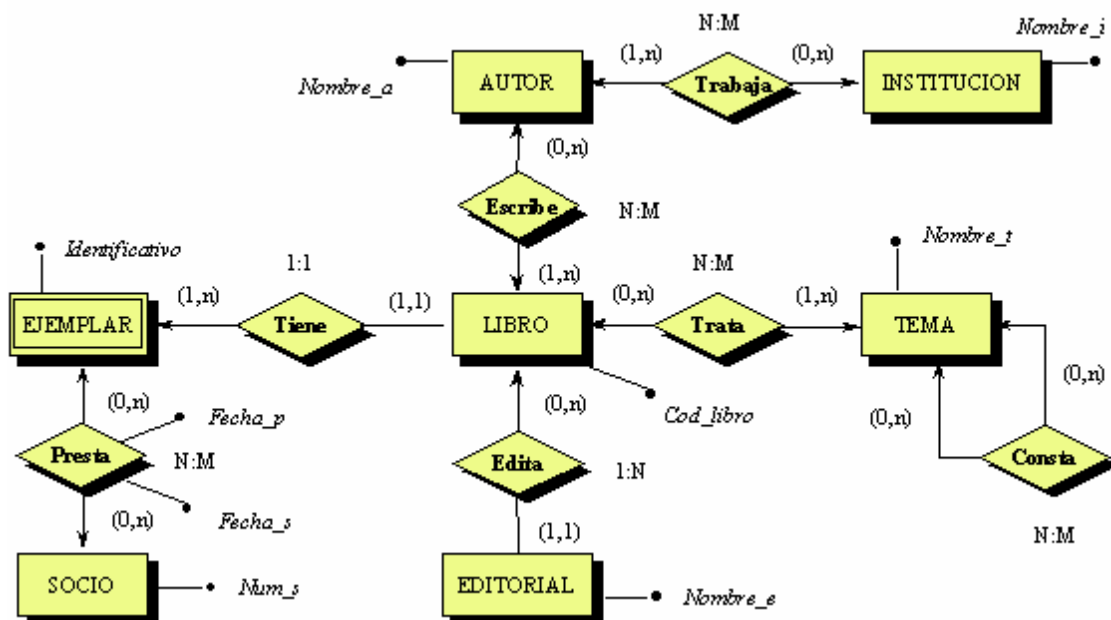 N:M
Nombre_i
(1,n)
(0,n)
Nombre_a
AUTOR
Trabaja
INSTITUCION
(0,n)
Escribe
N:M
Identificativo
Nombre_t
1:1
N:M
(1,n)
(1,n)
(1,1)
(0,n)
(1,n)
EJEMPLAR
Tiene
LIBRO
Trata
TEMA
(0,n)
(0,n)
(0,n)
(0,n)
Fecha_p
Cod_libro
Presta
N:M
Edita
1:N
Consta
(0,n)
Fecha_s
(1,1)
N:M
SOCIO
Num_s
EDITORIAL
Nombre_e